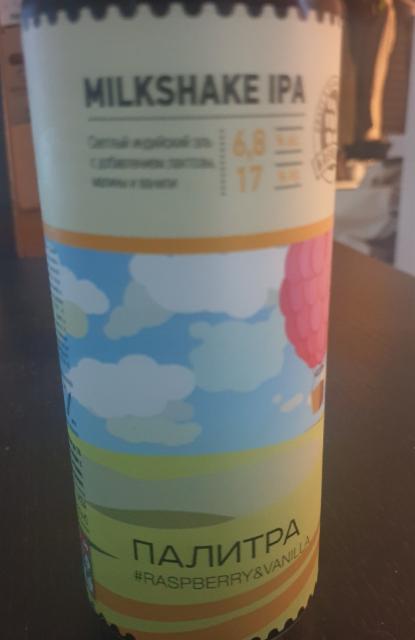 MILKSHAKE IPA
Светлый индийский эль
с добавлением лактозы,
малины и ванили
6,8
17
ПАЛИТРА
#RASPBERRY&VANILLA